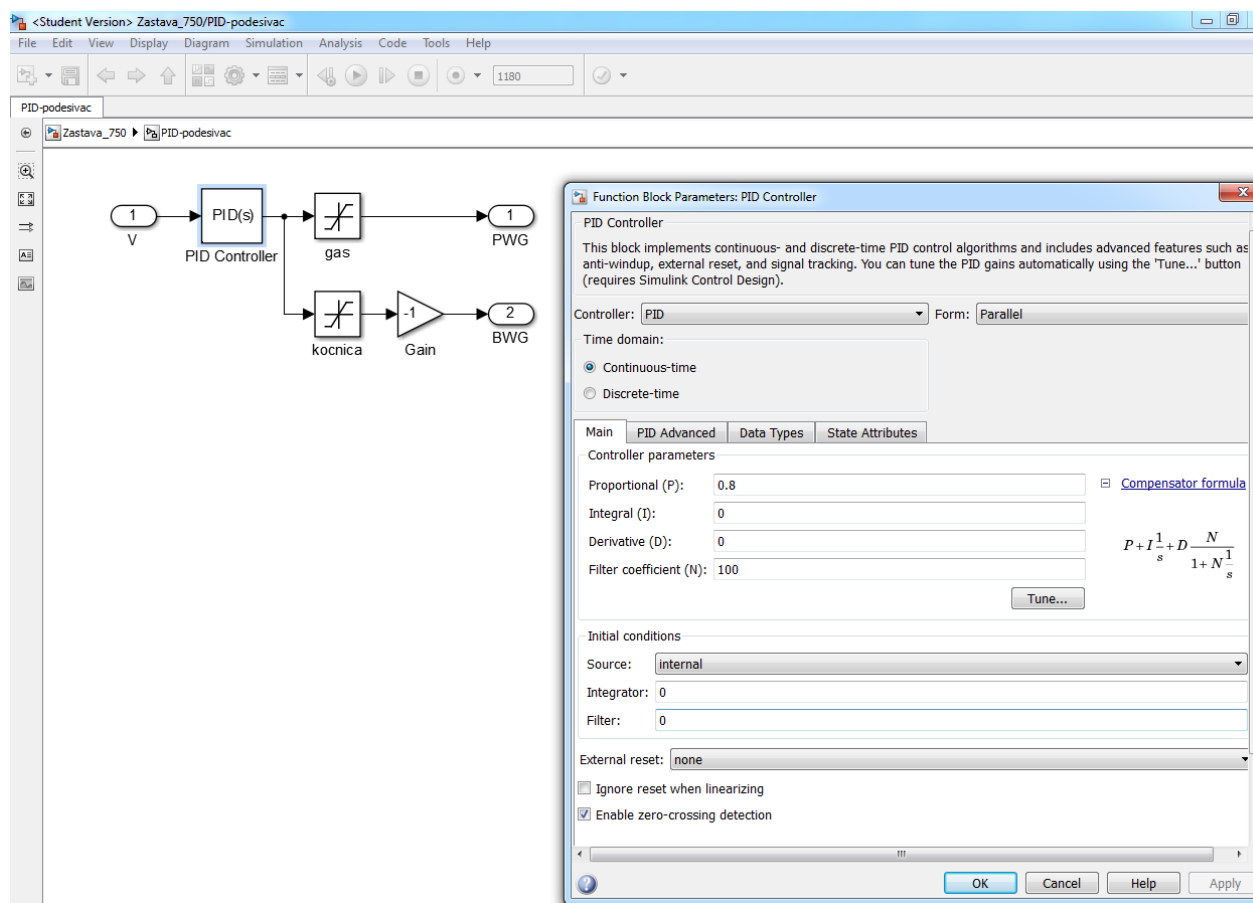 <Student Version> Zastava_750/PID-podesivac
File Edit View Display Diagram Simulation Analysis Code Tools Help
1180
PID-podesivac
Zastava_750 PID-podesivac
1
V
PID(s)
PID Controller
gas
1
PWG
kocnica
-1
Gain
2
BWG
Function Block Parameters: PID Controller
PID Controller
This block implements continuous- and discrete-time PID control algorithms and includes advanced features such as
anti-windup, external reset, and signal tracking. You can tune the PID gains automatically using the 'Tune...' button
(requires Simulink Control Design).
Controller: PID Form: Parallel
Time domain:
Continuous-time
Discrete-time
Main PID Advanced Data Types State Attributes
Controller parameters
Proportional (P): 0.8
Compensator formula
Integral (I): 0
Derivative (D): 0
P+I 1/s +D N/(1+N 1/s)
Filter coefficient (N): 100
Tune...
Initial conditions
Source: internal
Integrator: 0
Filter: 0
External reset: none
Ignore reset when linearizing
Enable zero-crossing detection
OK Cancel Help Apply